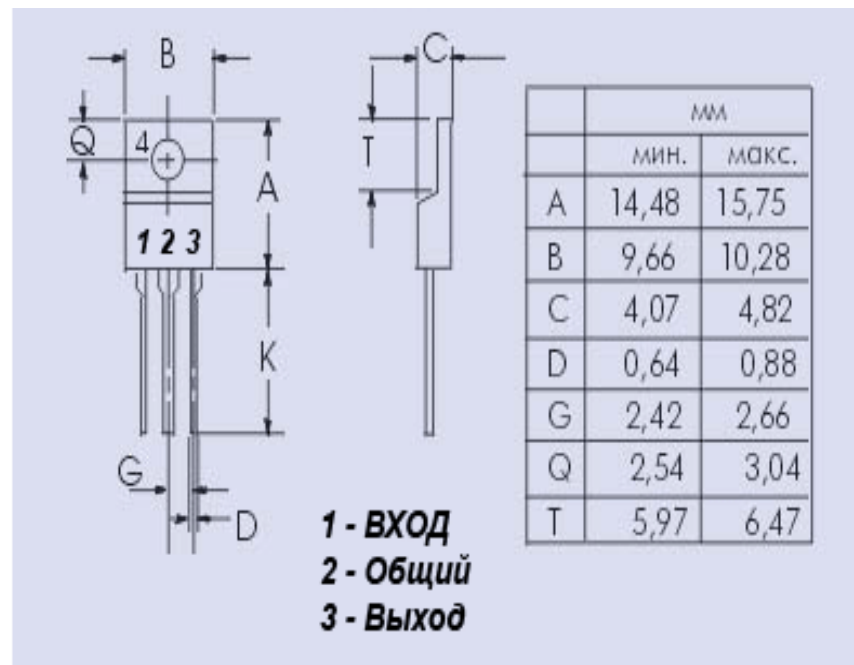 B
C
Q
4
T
A
1 2 3
K
G
D
1 - ВХОД
2 - Общий
3 - Выход
мм
мин. макс.
A 14,48 15,75
B 9,66 10,28
C 4,07 4,82
D 0,64 0,88
G 2,42 2,66
Q 2,54 3,04
T 5,97 6,47